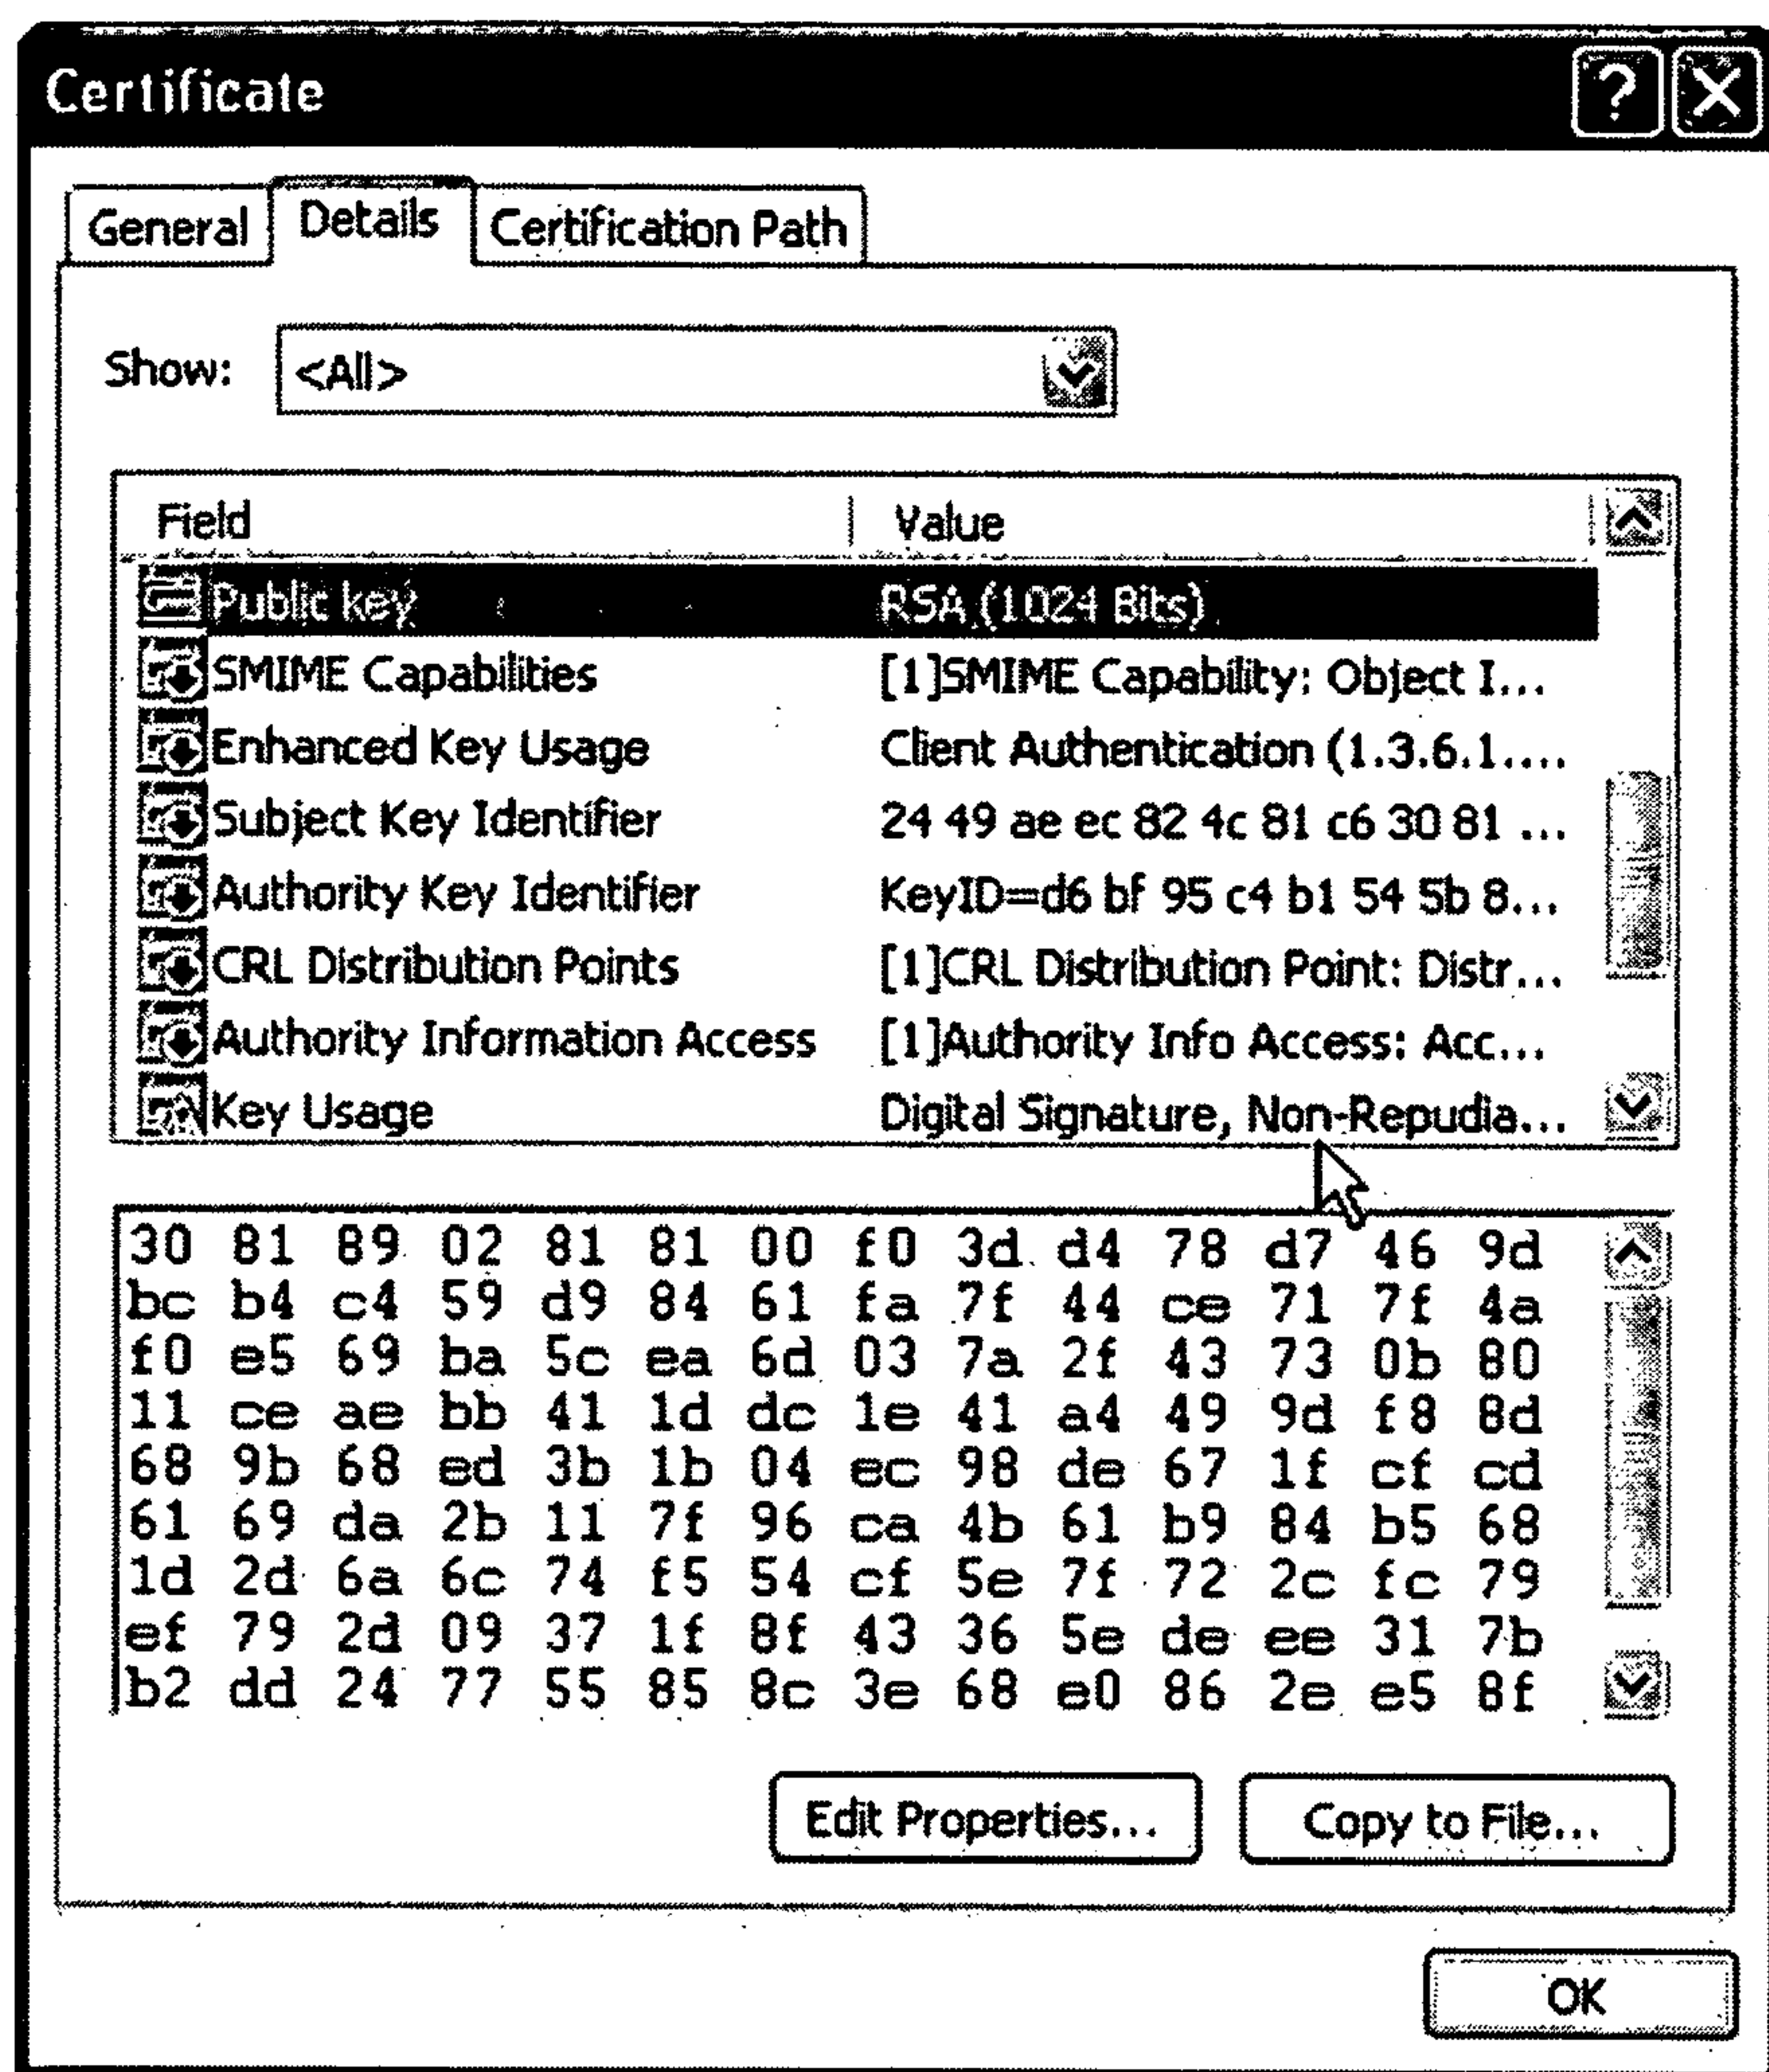 Certificate
General Details Certification Path
Show: <All>
Field Value
Public key RSA (1024 Bits)
SMIME Capabilities [1]SMIME Capability: Object I...
Enhanced Key Usage Client Authentication (1.3.6.1....
Subject Key Identifier 24 49 ae ec 82 4c 81 c6 30 81 ...
Authority Key Identifier KeyID=d6 bf 95 c4 b1 54 5b 8...
CRL Distribution Points [1]CRL Distribution Point: Distr...
Authority Information Access [1]Authority Info Access: Acc...
Key Usage Digital Signature, Non-Repudia...
30 81 89 02 81 81 00 f0 3d d4 78 d7 46 9d
bc b4 c4 59 d9 84 61 fa 7f 44 ce 71 7f 4a
f0 e5 69 ba 5c ea 6d 03 7a 2f 43 73 0b 80
11 ce ae bb 41 1d dc 1e 41 a4 49 9d f8 8d
68 9b 68 ed 3b 1b 04 ec 98 de 67 1f cf cd
61 69 da 2b 11 7f 96 ca 4b 61 b9 84 b5 68
1d 2d 6a 6c 74 f5 54 cf 5e 7f 72 2c fc 79
ef 79 2d 09 37 1f 8f 43 36 5e de ee 31 7b
b2 dd 24 77 55 85 8c 3e 68 e0 86 2e e5 8f
Edit Properties... Copy to File...
OK